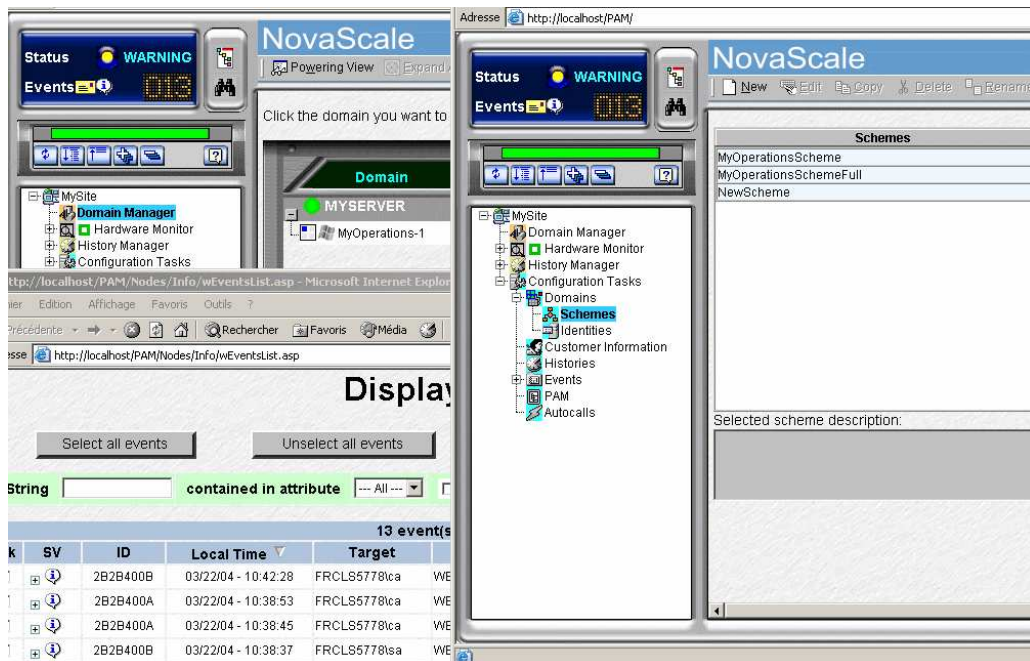 NovaScale
Status WARNING
Events 013
Powering View Expand
Click the domain you want to
Domain
MYSERVER
MyOperations-1
MySite
Domain Manager
Hardware Monitor
History Manager
Configuration Tasks
ttp://localhost/PAM/Nodes/Info/wEventsList.asp - Microsoft Internet Explor
hier Edition Affichage Favoris Outils ?
Précédente Rechercher Favoris Média
esse http://localhost/PAM/Nodes/Info/wEventsList.asp
Display
Select all events Unselect all events
String contained in attribute --- All ---
13 event(s
k SV ID Local Time Target
2B2B400B 03/22/04 - 10:42:28 FRCLS5778\ca WE
2B2B400A 03/22/04 - 10:38:53 FRCLS5778\ca WE
2B2B400A 03/22/04 - 10:38:45 FRCLS5778\ca WE
2B2B400B 03/22/04 - 10:38:37 FRCLS5778\sa WE
Adresse http://localhost/PAM/
NovaScale
Status WARNING
Events 013
New Edit Copy Delete Rename
Schemes
MyOperationsScheme
MyOperationsSchemeFull
NewScheme
MySite
Domain Manager
Hardware Monitor
History Manager
Configuration Tasks
Domains
Schemes
Identities
Customer Information
Histories
Events
PAM
Autocalls
Selected scheme description: